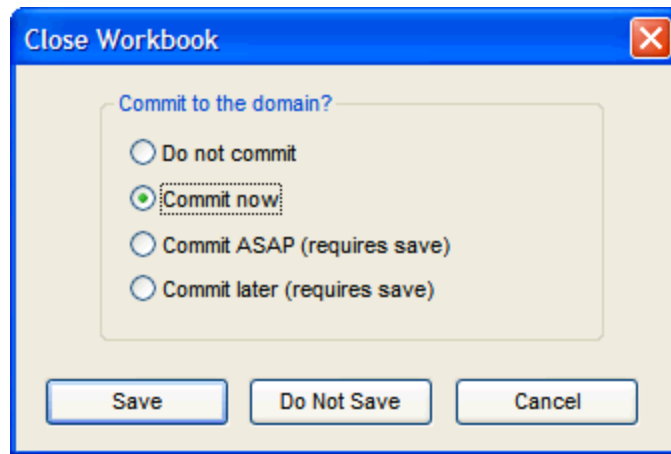 Close Workbook
Commit to the domain?
Do not commit
Commit now
Commit ASAP (requires save)
Commit later (requires save)
Save Do Not Save Cancel